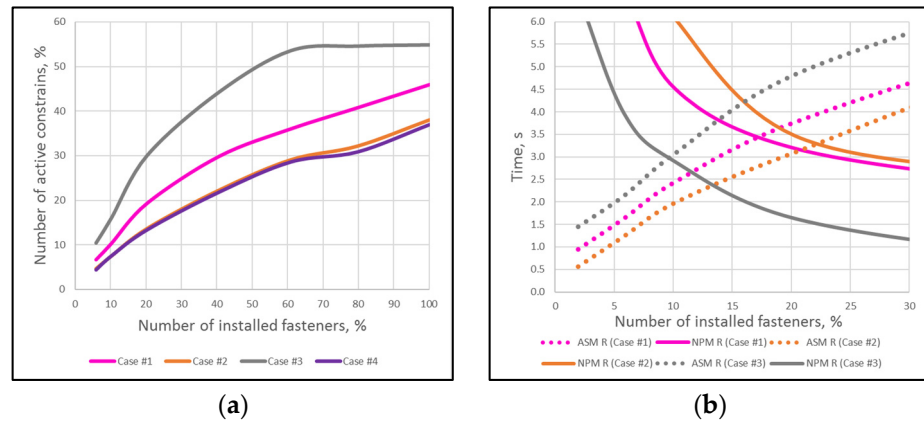 60
50
40
30
20
10
0
Number of active constrains, %
0 10 20 30 40 50 60 70 80 90 100
Number of installed fasteners, %
Case #1 Case #2 Case #3 Case #4
(a)
6.0
5.5
5.0
4.5
4.0
3.5
3.0
2.5
2.0
1.5
1.0
0.5
0.0
Time, s
0 5 10 15 20 25 30
Number of installed fasteners, %
ASM R (Case #1) NPM R (Case #1) ASM R (Case #2)
NPM R (Case #2) ASM R (Case #3) NPM R (Case #3)
(b)